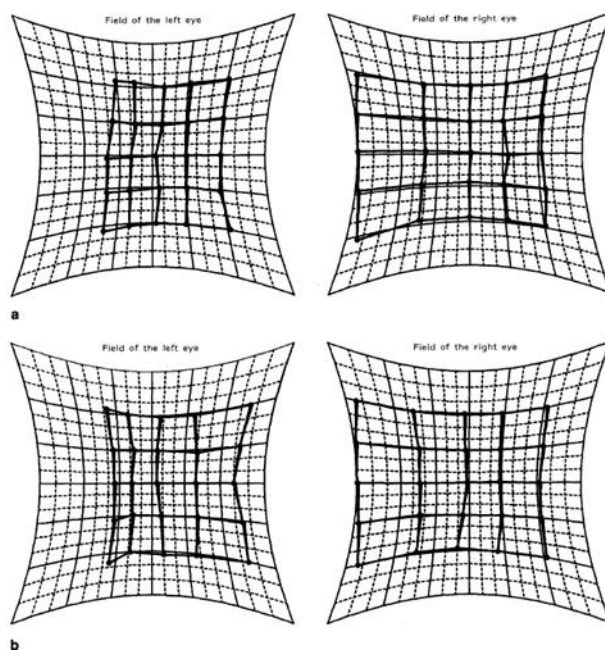 Field of the left eye
Field of the right eye
a
Field of the left eye
Field of the right eye
b